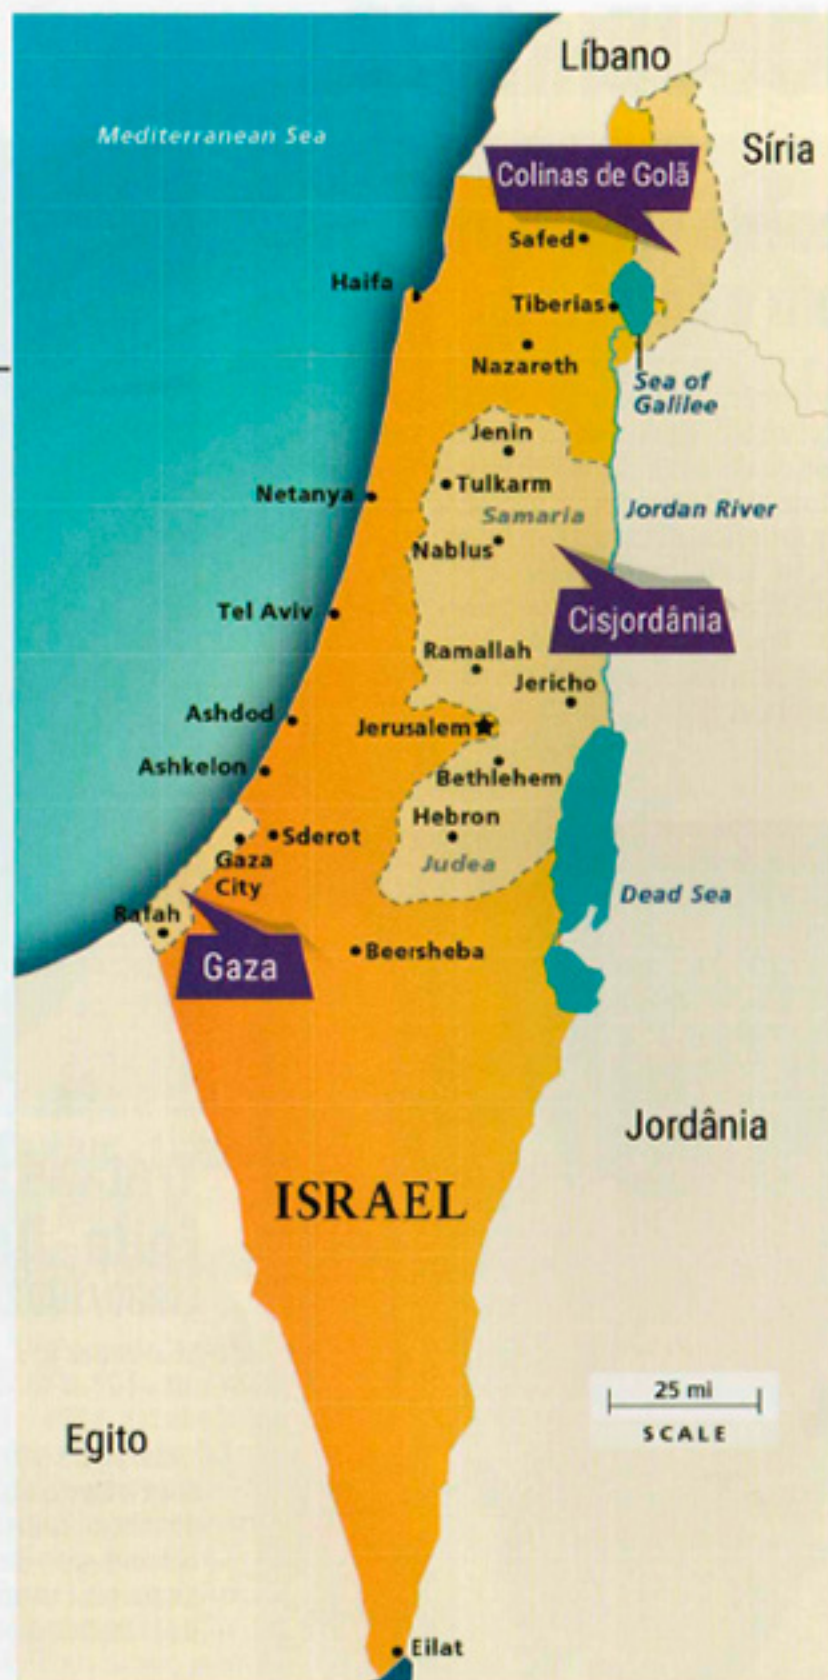 Líbano
Mediterranean Sea
Síria
Colinas de Golã
Safed
Haifa
Tiberias
Nazareth
Sea of
Galilee
Jenin
Netanya
Tulkarm
Samaria
Jordan River
Nablus
Tel Aviv
Cisjordânia
Ramallah
Jericho
Ashdod
Jerusalem
Ashkelon
Bethlehem
Hebron
Sderot
Gaza
City
Judea
Dead Sea
Rafah
Beersheba
Gaza
Jordânia
ISRAEL
25 mi
SCALE
Egito
Eilat